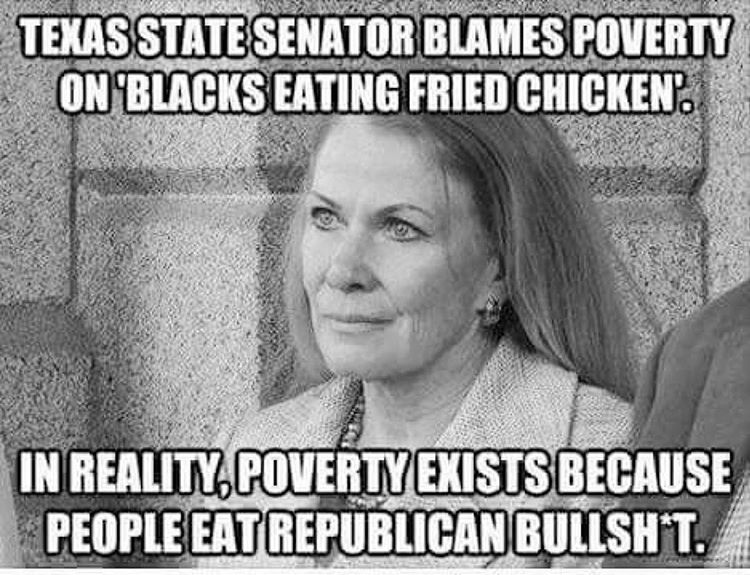 TEXAS STATE SENATOR BLAMES POVERTY
ON 'BLACKS EATING FRIED CHICKEN'.
IN REALITY, POVERTY EXISTS BECAUSE
PEOPLE EAT REPUBLICAN BULLSH*T.